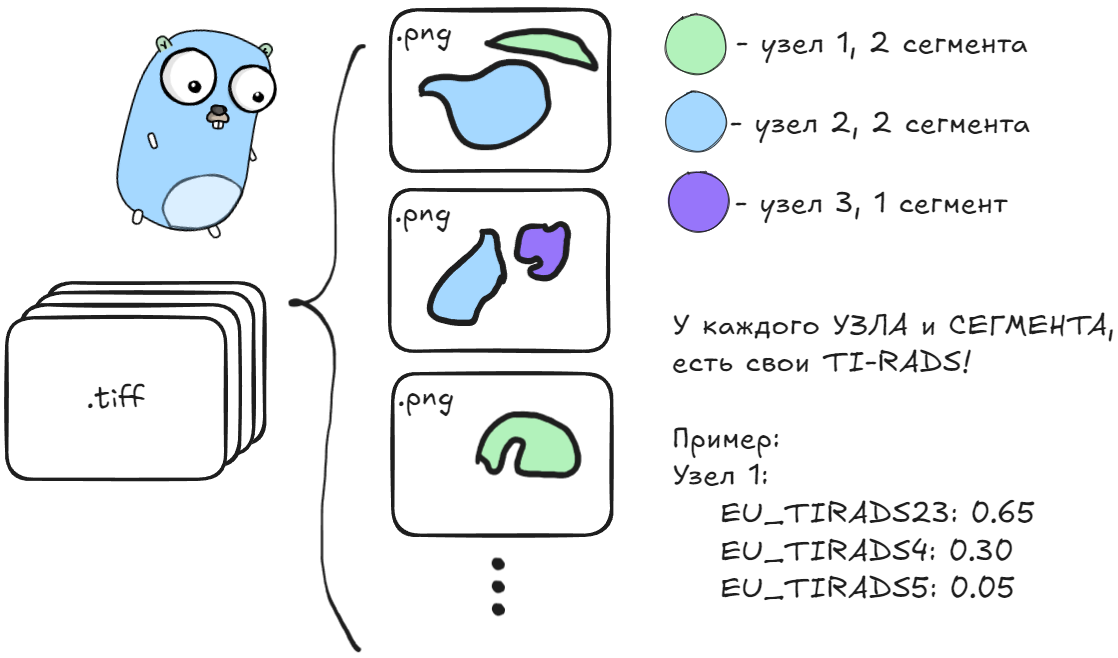 .png
- узел 1, 2 сегмента
- узел 2, 2 сегмента
.png
- узел 3, 1 сегмент
У каждого УЗЛА и СЕГМЕНТА,
есть свои TI-RADS!
.tiff
.png
Пример:
Узел 1:
EU_TIRADS23: 0.65
EU_TIRADS4: 0.30
EU_TIRADS5: 0.05